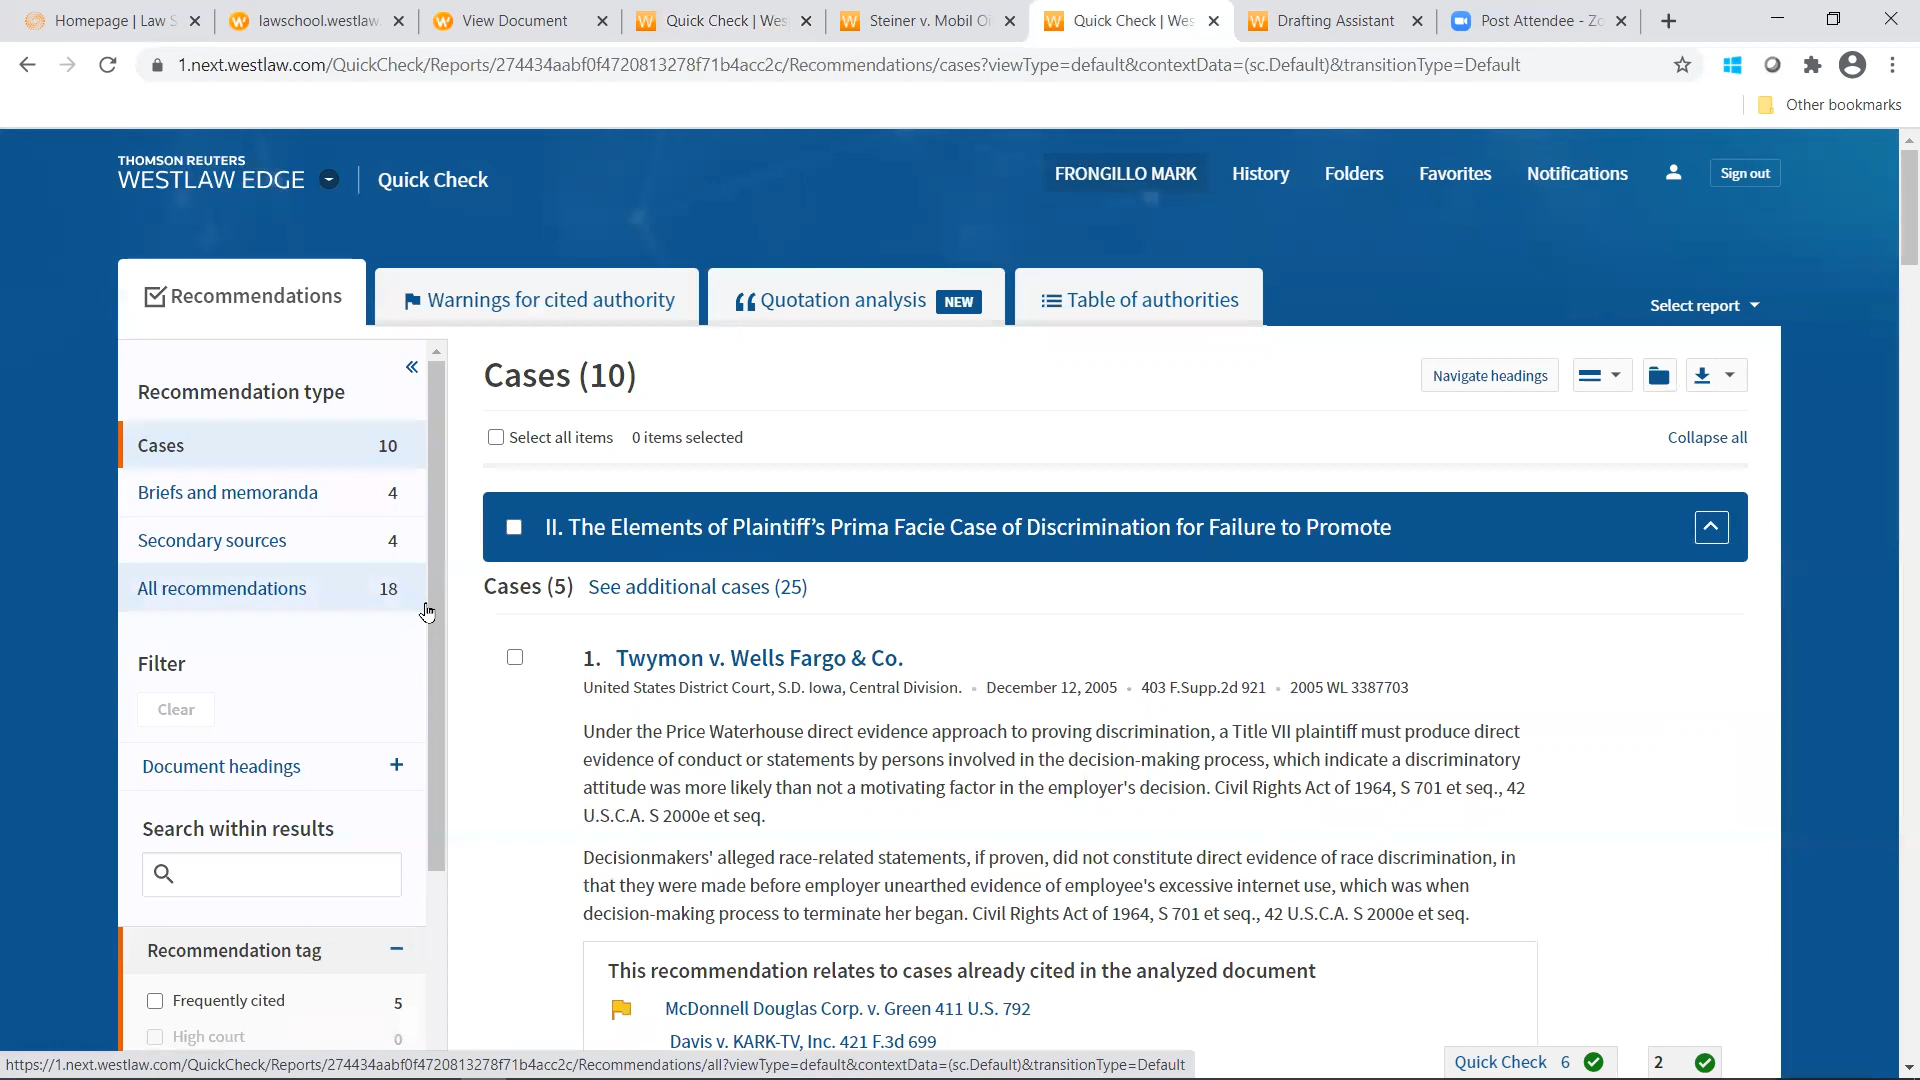 Homepage | Law S
lawschool.westlaw.
View Document
Quick Check | Wes
Steiner v. Mobil Oi
Quick Check | Wes
Drafting Assistant
Post Attendee - Zo
1.next.westlaw.com/QuickCheck/Reports/274434aabf0f4720813278f71b4acc2c/Recommendations/cases?viewType=default&contextData=(sc.Default)&transitionType=Default
Other bookmarks
THOMSON REUTERS
WESTLAW EDGE
Quick Check
FRONGILLO MARK
History
Folders
Favorites
Notifications
Sign out
Recommendations
Warnings for cited authority
Quotation analysis NEW
Table of authorities
Select report
Recommendation type
Cases 10
Briefs and memoranda 4
Secondary sources 4
All recommendations 18
Filter
Clear
Document headings +
Search within results
Recommendation tag
Frequently cited 5
High court 0
Cases (10)
Navigate headings
Select all items 0 items selected
Collapse all
II. The Elements of Plaintiff's Prima Facie Case of Discrimination for Failure to Promote
Cases (5) See additional cases (25)
1. Twymon v. Wells Fargo & Co.
United States District Court, S.D. Iowa, Central Division. • December 12, 2005 • 403 F.Supp.2d 921 • 2005 WL 3387703
Under the Price Waterhouse direct evidence approach to proving discrimination, a Title VII plaintiff must produce direct
evidence of conduct or statements by persons involved in the decision-making process, which indicate a discriminatory
attitude was more likely than not a motivating factor in the employer's decision. Civil Rights Act of 1964, S 701 et seq., 42
U.S.C.A. S 2000e et seq.
Decisionmakers' alleged race-related statements, if proven, did not constitute direct evidence of race discrimination, in
that they were made before employer unearthed evidence of employee's excessive internet use, which was when
decision-making process to terminate her began. Civil Rights Act of 1964, S 701 et seq., 42 U.S.C.A. S 2000e et seq.
This recommendation relates to cases already cited in the analyzed document
McDonnell Douglas Corp. v. Green 411 U.S. 792
Davis v. KARK-TV, Inc. 421 F.3d 699
https://1.next.westlaw.com/QuickCheck/Reports/274434aabf0f4720813278f71b4acc2c/Recommendations/all?viewType=default&contextData=(sc.Default)&transitionType=Default
Quick Check 6
2